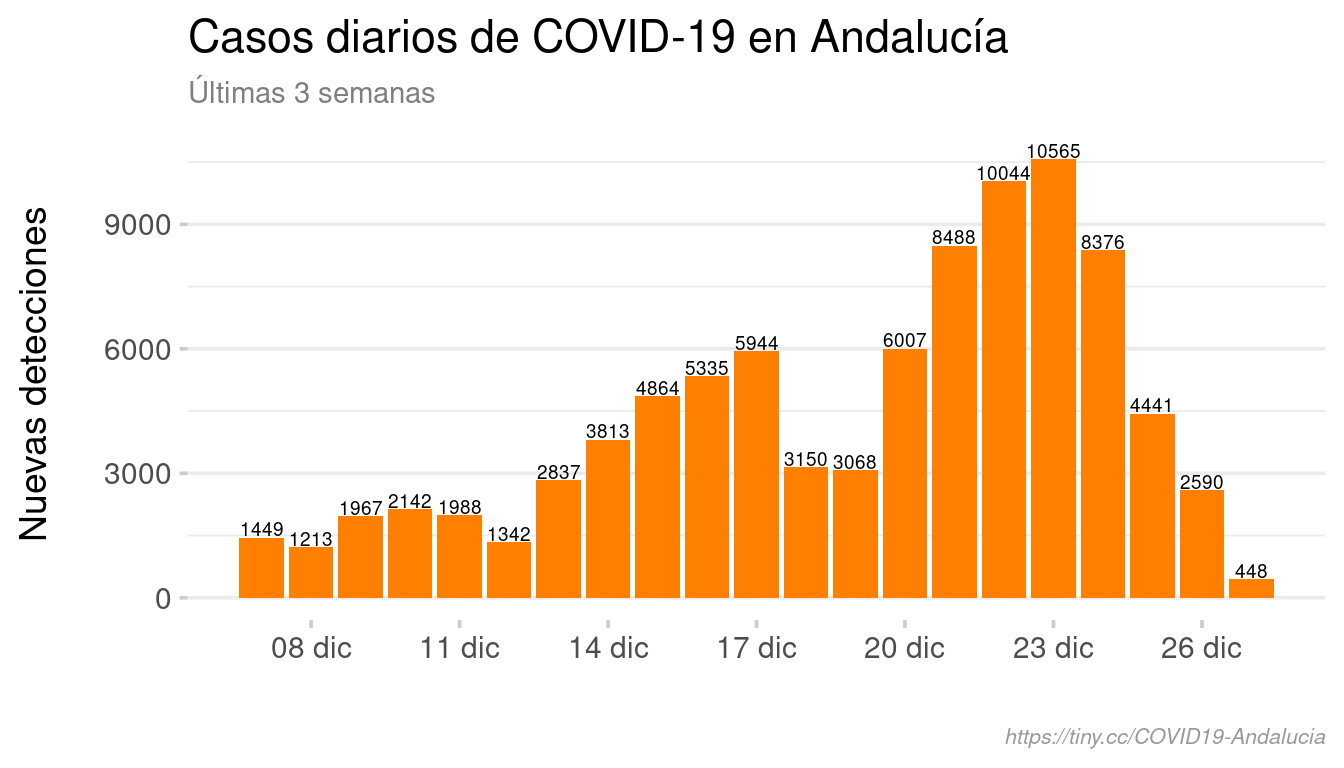 Casos diarios de COVID-19 en Andalucía
Últimas 3 semanas
Nuevas detecciones
9000
6000
3000
0
1449
1213
1967
2142
1988
1342
2837
3813
4864
5335
5944
3150
3068
6007
8488
10044
10565
8376
4441
2590
448
08 dic
11 dic
14 dic
17 dic
20 dic
23 dic
26 dic
https://tiny.cc/COVID19-Andalucia